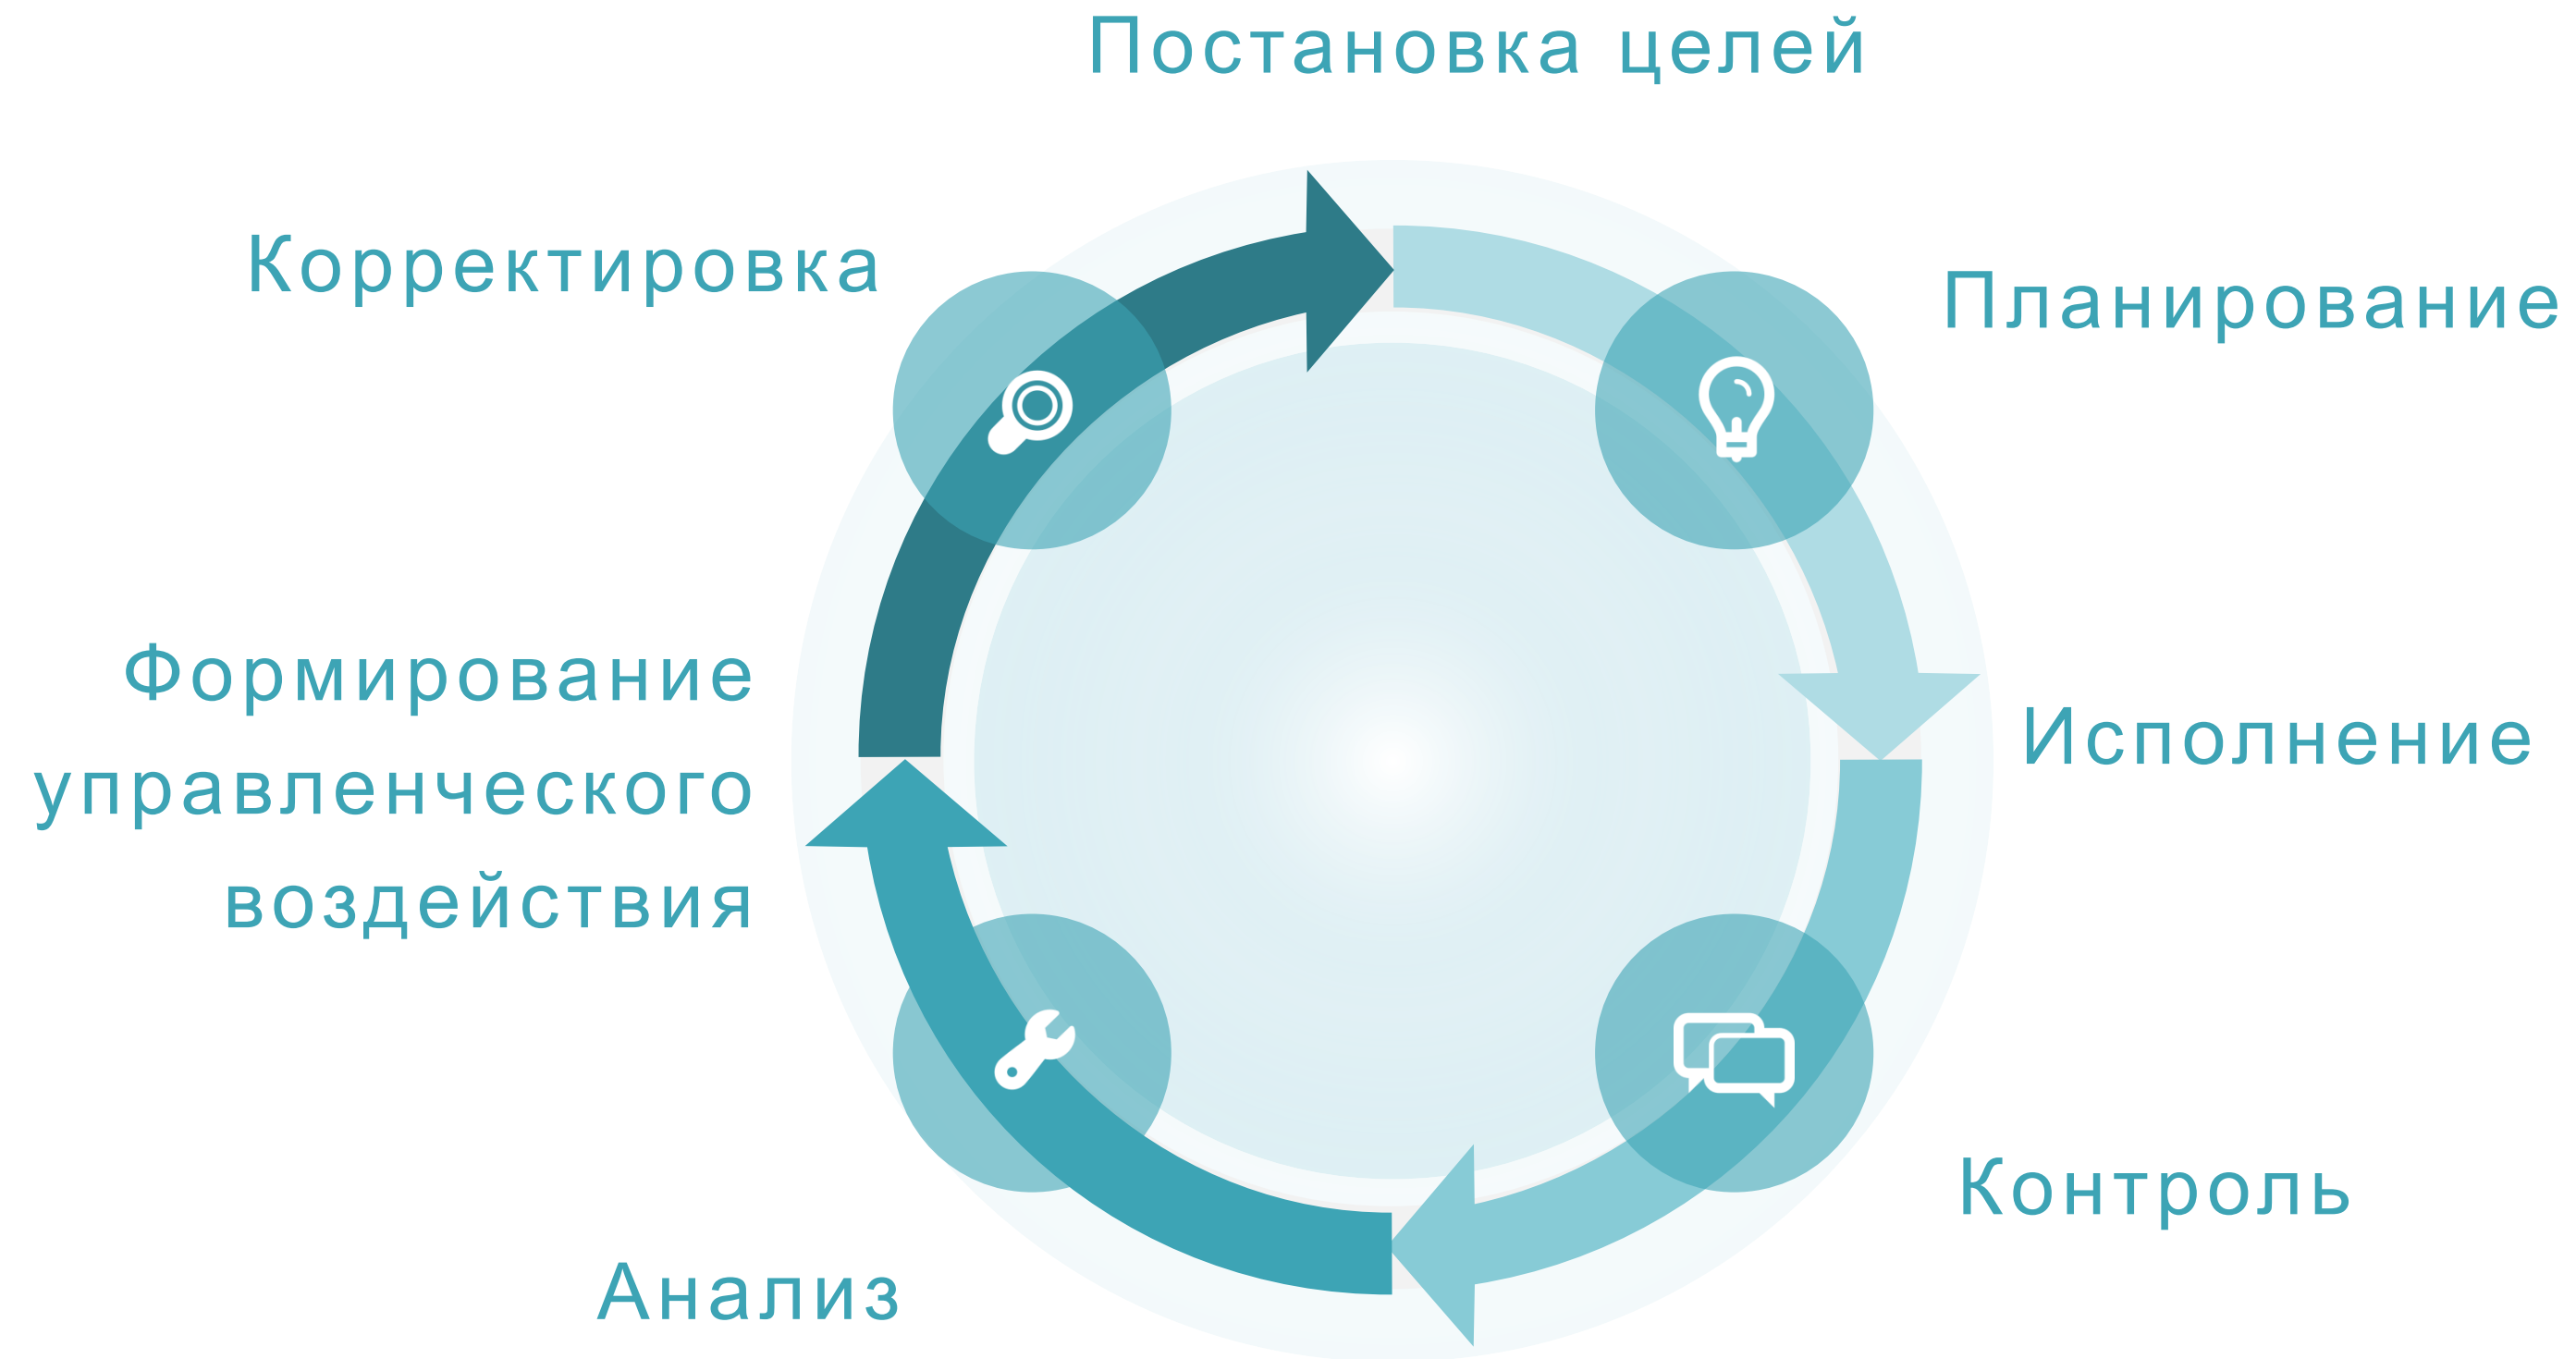 Постановка целей
Корректировка
Планирование
Формирование
управленческого
воздействия
Исполнение
Контроль
Анализ